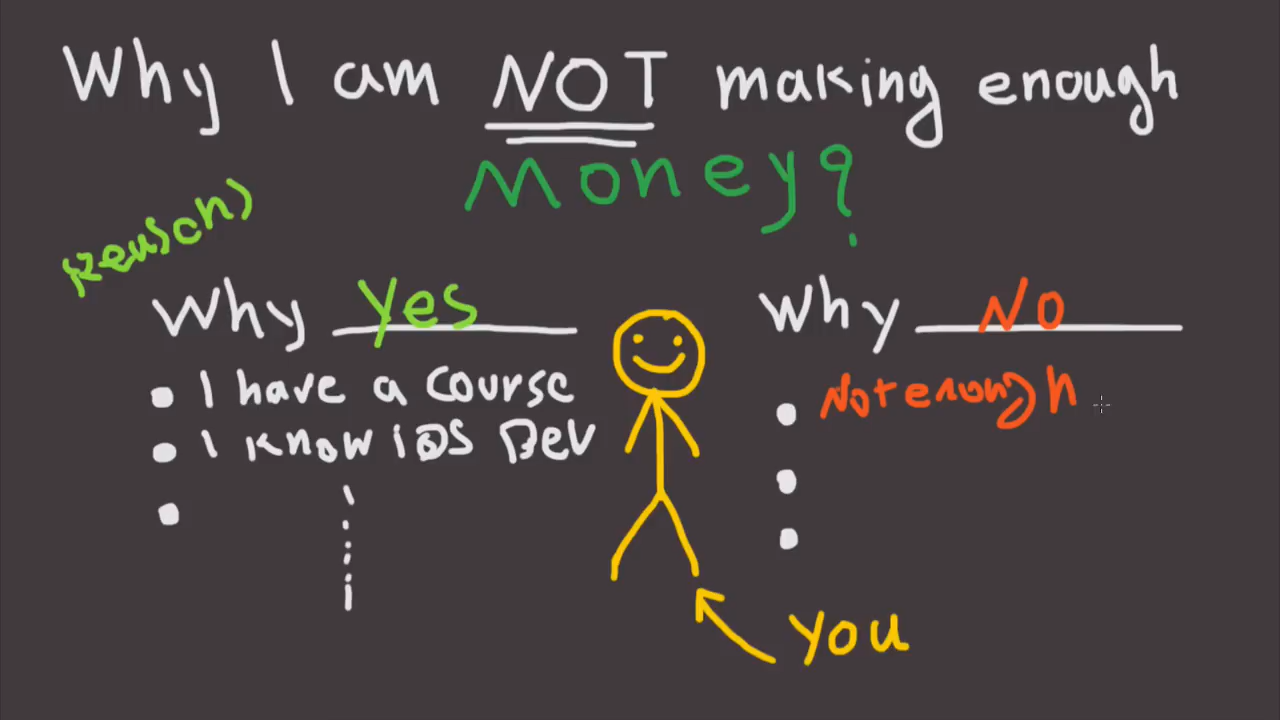 Why I am NOT making enough
Money?
reason)
Why Yes
Why NO
• I have a course
• I know iOS Dev
•
• Not enough
•
•
YOU